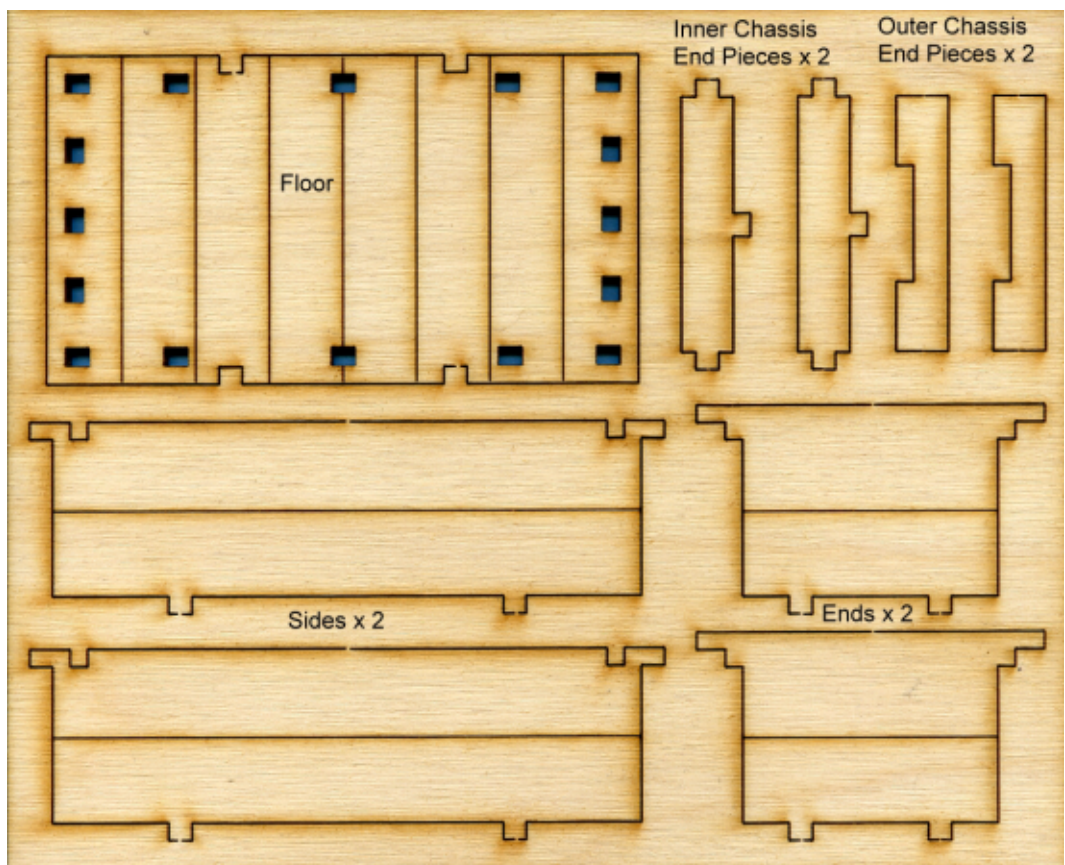 Inner Chassis
End Pieces x 2
Outer Chassis
End Pieces x 2
Floor
Sides x 2
Ends x 2